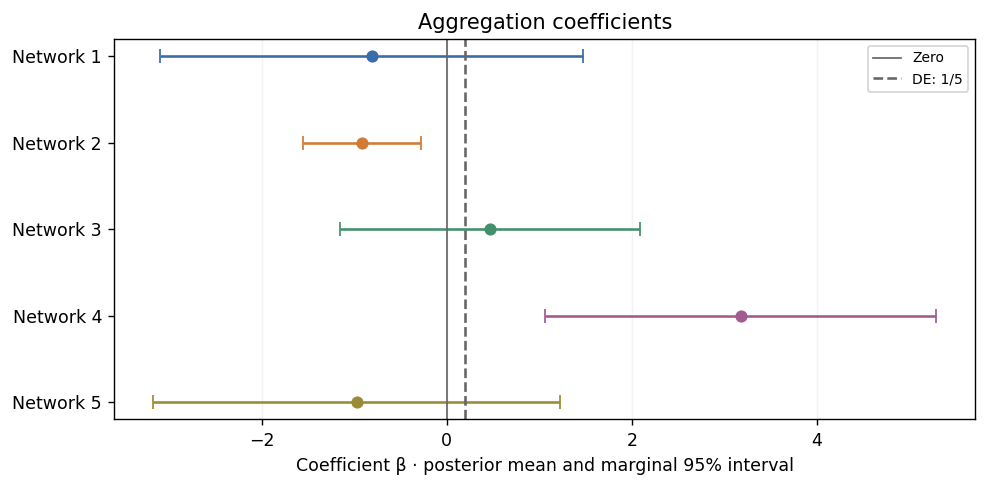 Aggregation coefficients
Zero
DE: 1/5
Network 1
Network 2
Network 3
Network 4
Network 5
−2 0 2 4
Coefficient β · posterior mean and marginal 95% interval